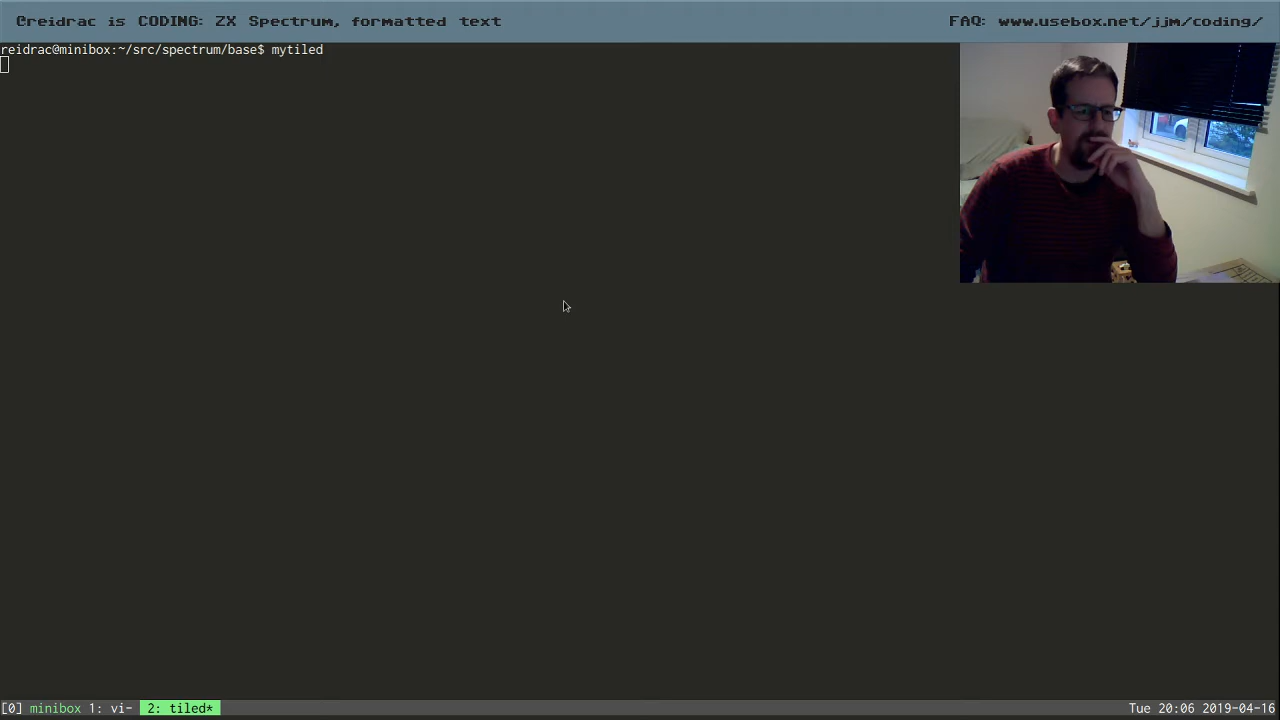 @reidrac is CODING: ZX Spectrum, formatted text
FAQ: www.usebox.net/jjm/coding/
reidrac@minibox:~/src/spectrum/base$ mytiled
[0] minibox 1: vi- 2: tiled*
Tue 20:06 2019-04-16